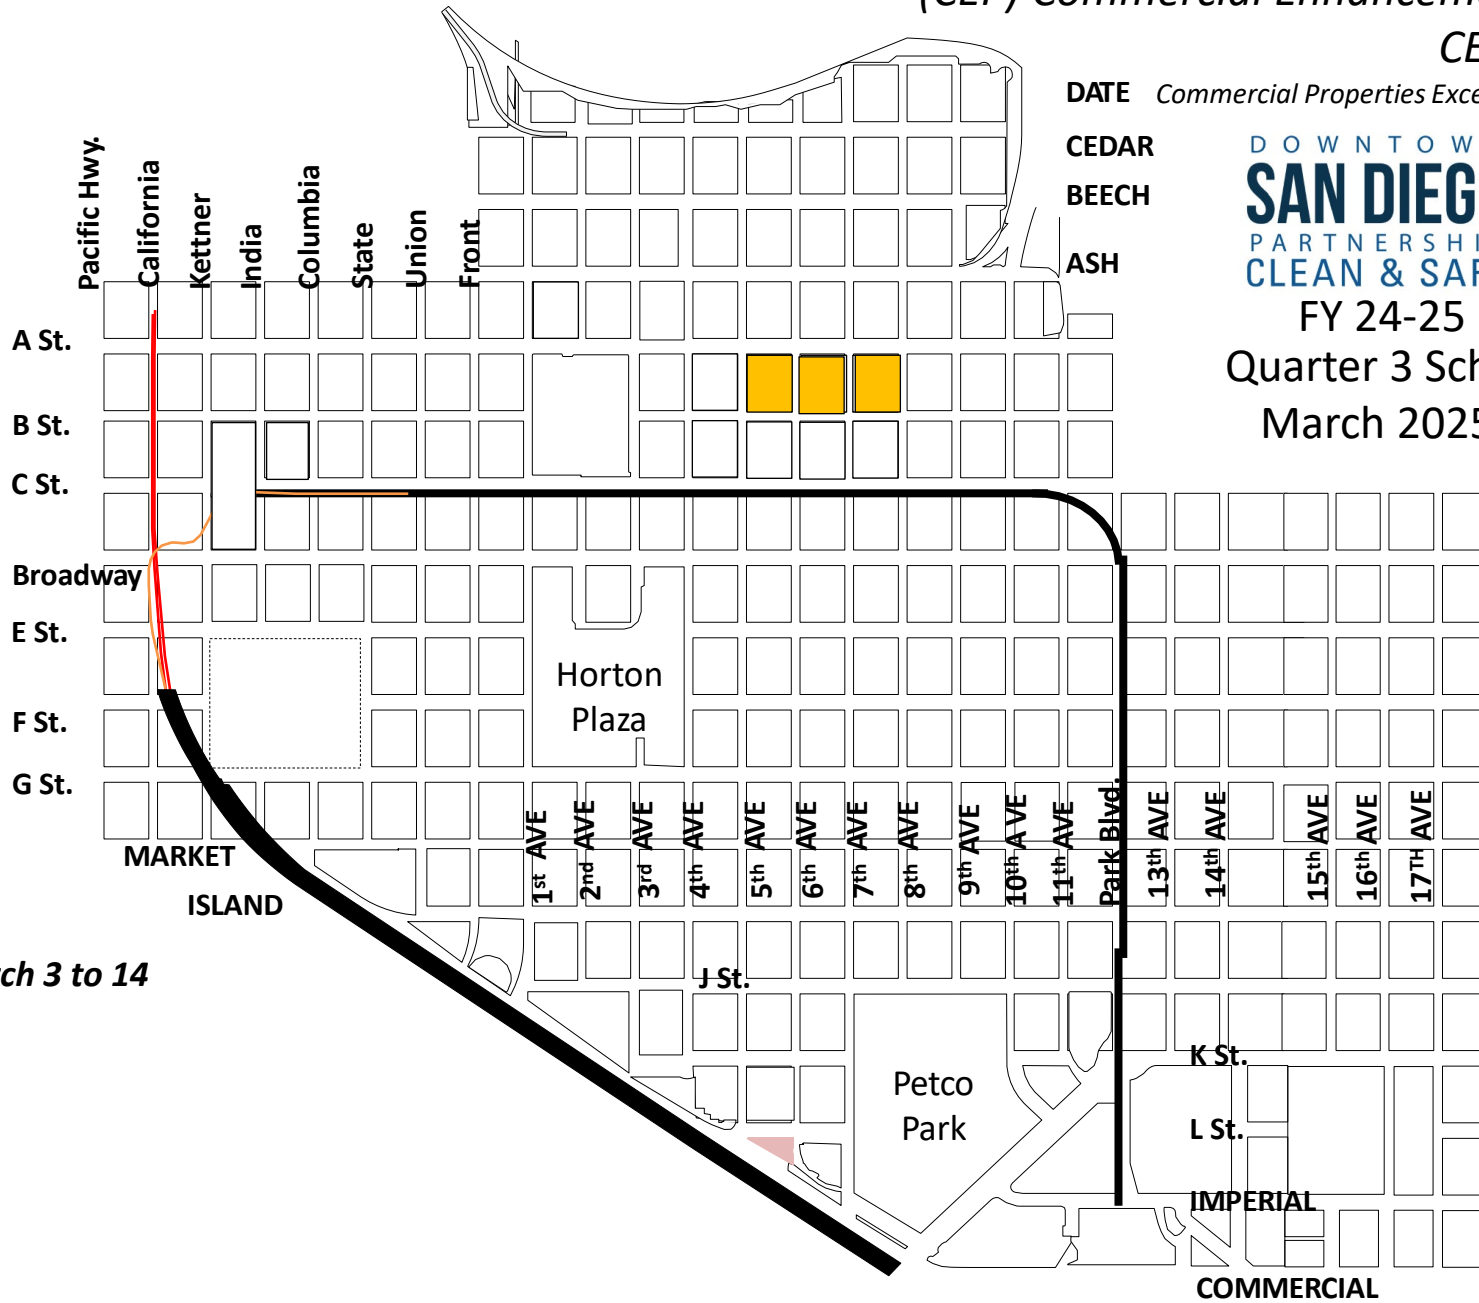 CE
DATE Commercial Properties Exce
CEDAR
BEECH
ASH
DOWNTOW
SAN DIEG
PARTNERSHI
CLEAN & SAF
FY 24-25
Quarter 3 Sch
March 2025
Pacific Hwy.
California
Kettner
India
Columbia
State
Union
Front
A St.
B St.
C St.
Broadway
E St.
F St.
G St.
MARKET
ISLAND
Horton
Plaza
1st AVE
2nd AVE
3rd AVE
4th AVE
5th AVE
6th AVE
7th AVE
8th AVE
9th AVE
10th AVE
11th AVE
Park Blvd.
13th AVE
14th AVE
15th AVE
16th AVE
17TH AVE
rch 3 to 14
J St.
Petco
Park
K St.
L St.
IMPERIAL
COMMERCIAL